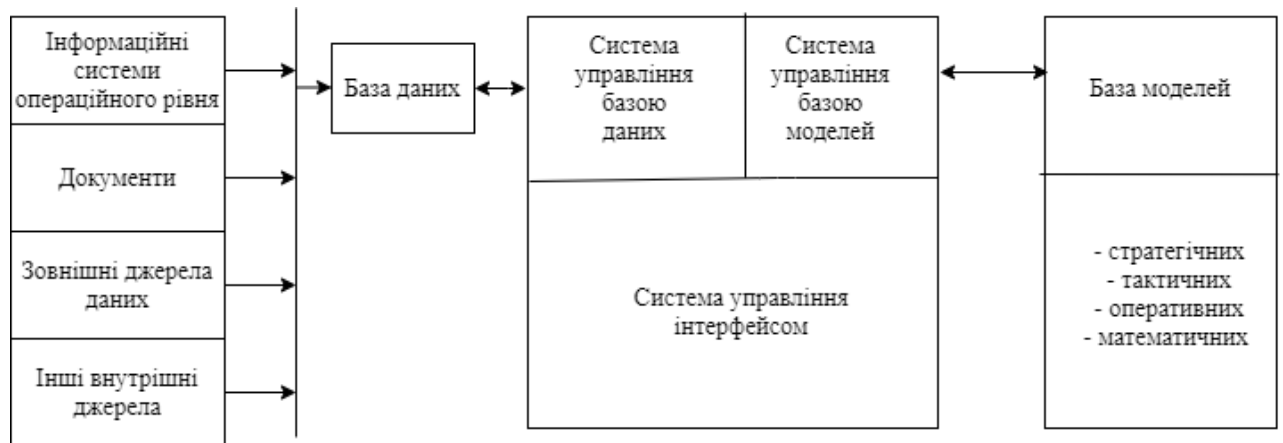 Інформаційні
системи
операційного рівня
Документи
Зовнішні джерела
даних
Інші внутрішні
джерела
База даних
Система
управління
базою
даних
Система
управління
базою
моделей
Система управління
інтерфейсом
База моделей
- стратегічних
- тактичних
- оперативних
- математичних